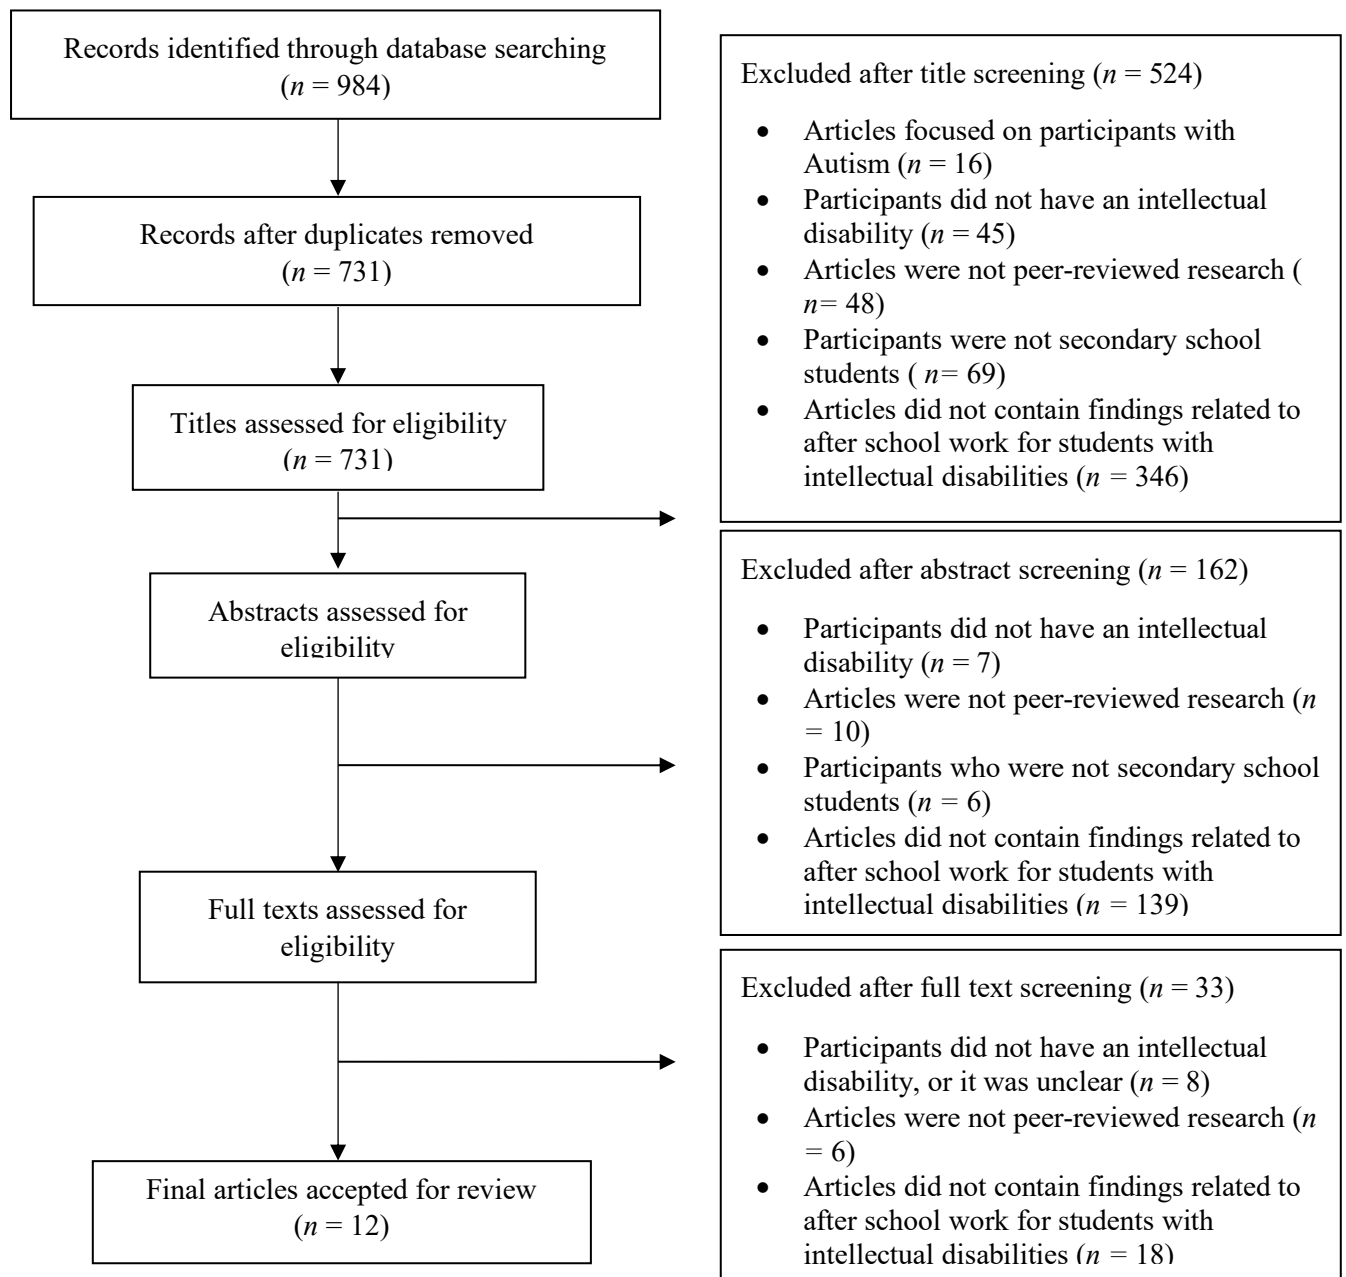 Records identified through database searching
(n = 984)
Records after duplicates removed
(n = 731)
Titles assessed for eligibility
(n = 731)
Abstracts assessed for
eligibility
Full texts assessed for
eligibility
Final articles accepted for review
(n = 12)
Excluded after title screening (n = 524)
• Articles focused on participants with
Autism (n = 16)
• Participants did not have an intellectual
disability (n = 45)
• Articles were not peer-reviewed research (
n= 48)
• Participants were not secondary school
students ( n= 69)
• Articles did not contain findings related to
after school work for students with
intellectual disabilities (n = 346)
Excluded after abstract screening (n = 162)
• Participants did not have an intellectual
disability (n = 7)
• Articles were not peer-reviewed research (n
= 10)
• Participants who were not secondary school
students (n = 6)
• Articles did not contain findings related to
after school work for students with
intellectual disabilities (n = 139)
Excluded after full text screening (n = 33)
• Participants did not have an intellectual
disability, or it was unclear (n = 8)
• Articles were not peer-reviewed research (n
= 6)
• Articles did not contain findings related to
after school work for students with
intellectual disabilities (n = 18)